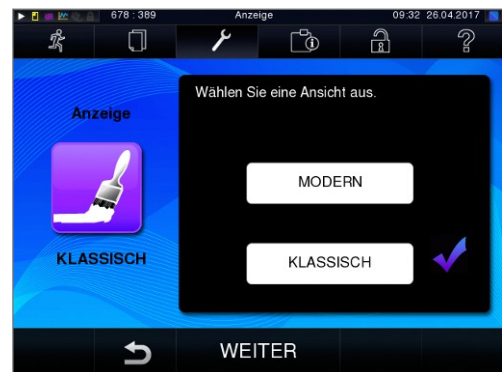 678 : 389 Anzeige 09:32 26.04.2017
?
Anzeige
KLASSISCH
Wählen Sie eine Ansicht aus.
MODERN
KLASSISCH
WEITER